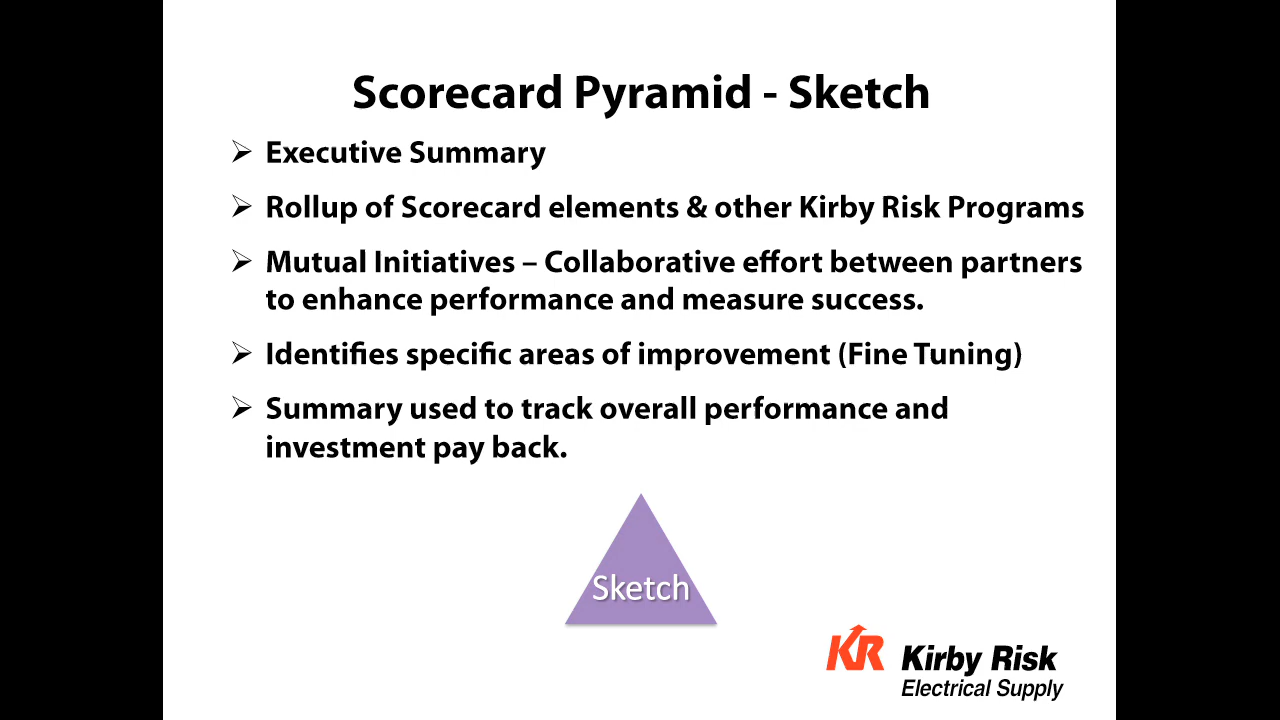 Scorecard Pyramid - Sketch
Executive Summary
Rollup of Scorecard elements & other Kirby Risk Programs
Mutual Initiatives – Collaborative effort between partners
to enhance performance and measure success.
Identifies specific areas of improvement (Fine Tuning)
Summary used to track overall performance and
investment pay back.
Sketch
KR Kirby Risk
Electrical Supply